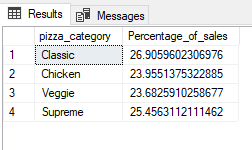 Results Messages
pizza_category Percentage_of_sales
1 Classic 26.9059602306976
2 Chicken 23.9551375322885
3 Veggie 23.6825910258677
4 Supreme 25.4563112111462